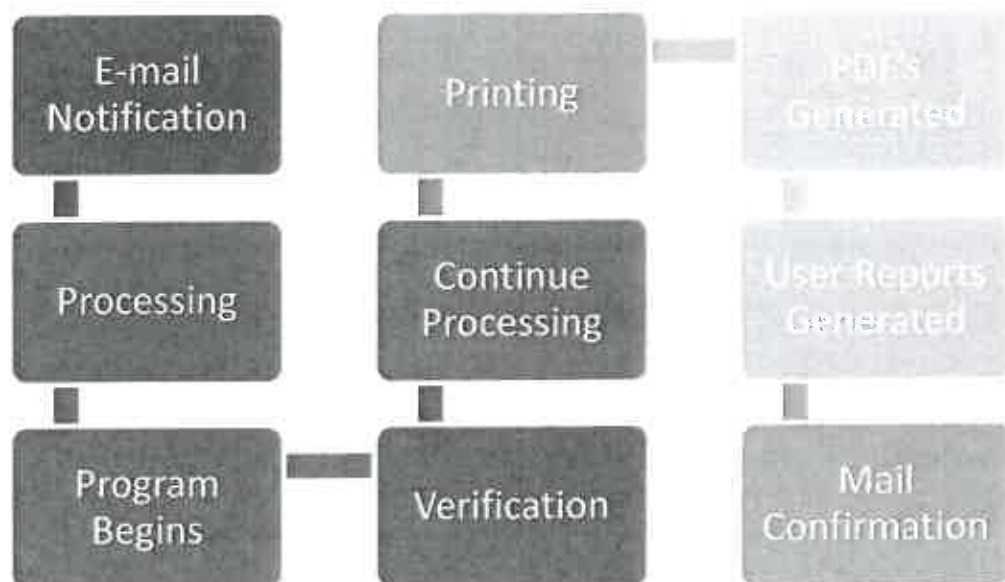 E-mail
Notification
Processing
Program
Begins
Verification
Continue
Processing
Printing
PDF's
Generated
User Reports
Generated
Mail
Confirmation